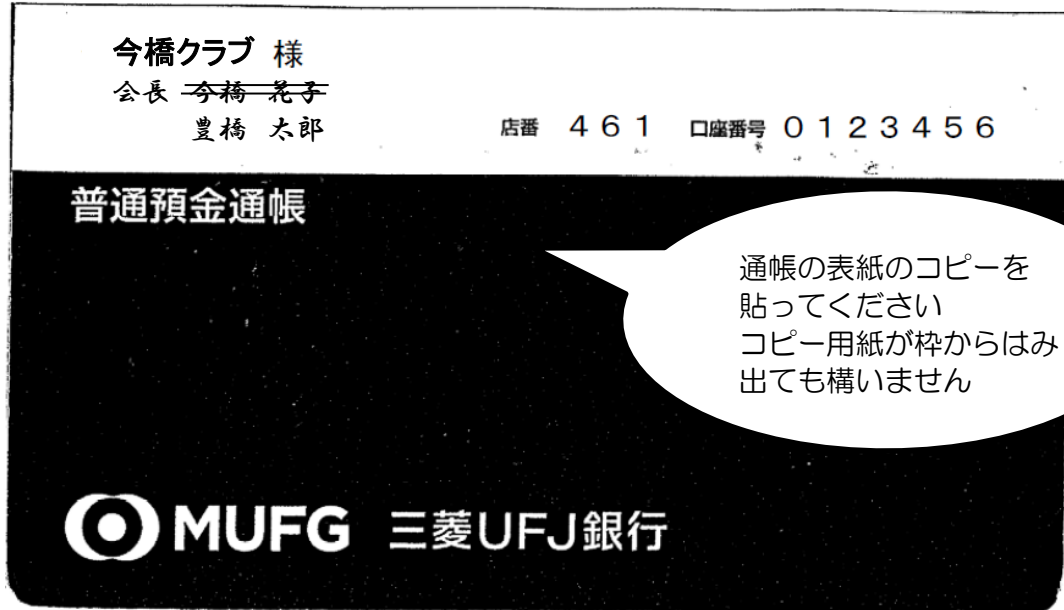 今橋クラブ 様
会長 今橋 花子
豊橋 太郎
店番 461 口座番号 0123456
普通預金通帳
通帳の表紙のコピーを
貼ってください
コピー用紙が枠からはみ
出ても構いません
MUFG 三菱UFJ銀行